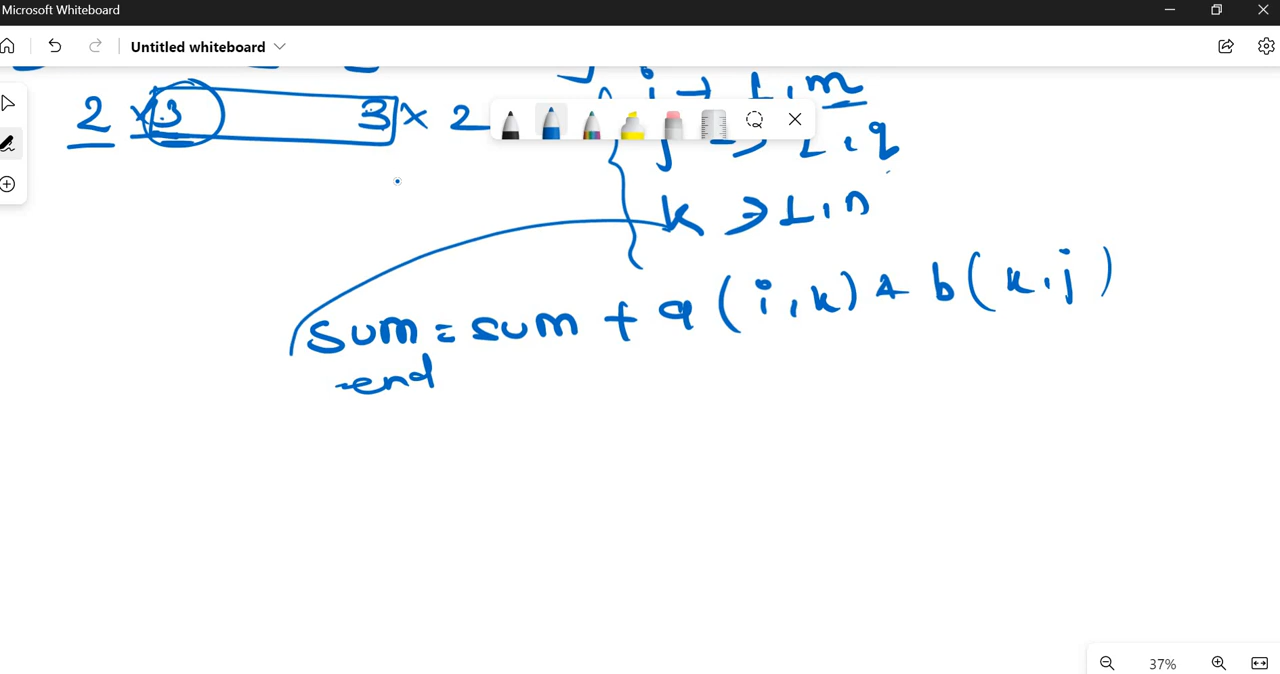 Microsoft Whiteboard
Untitled whiteboard
i → 1, m
2 × 3 3 × 2
j → 1, q
k → 1, n
sum = sum + a (i, k) * b (k, j)
end
37%